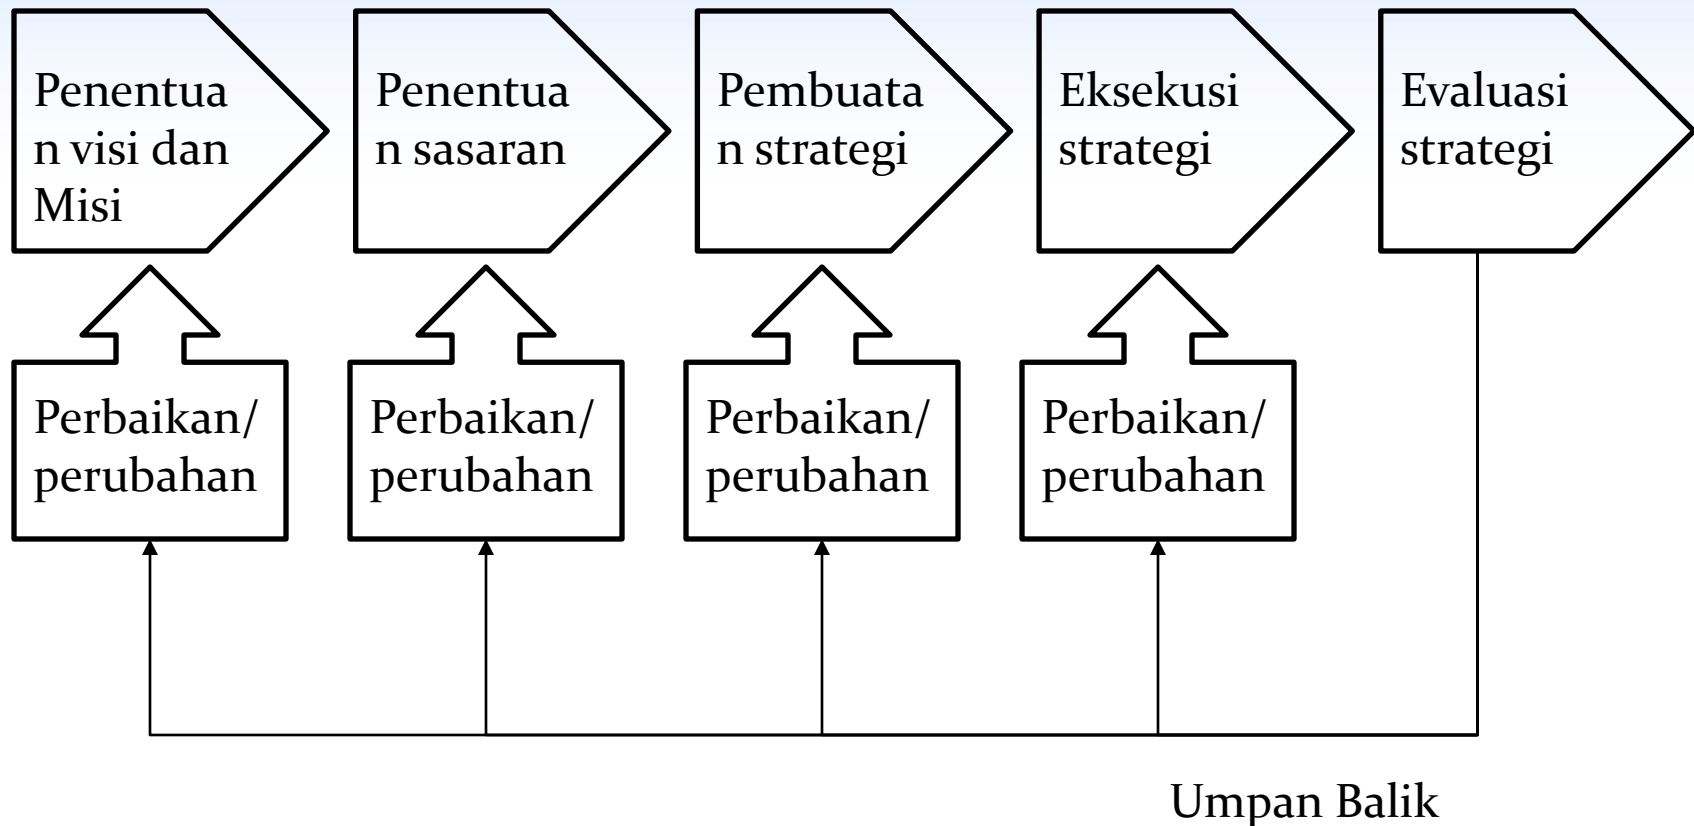 Penentua
n visi dan
Misi
Penentua
n sasaran
Pembuata
n strategi
Eksekusi
strategi
Evaluasi
strategi
Perbaikan/
perubahan
Perbaikan/
perubahan
Perbaikan/
perubahan
Perbaikan/
perubahan
Umpan Balik